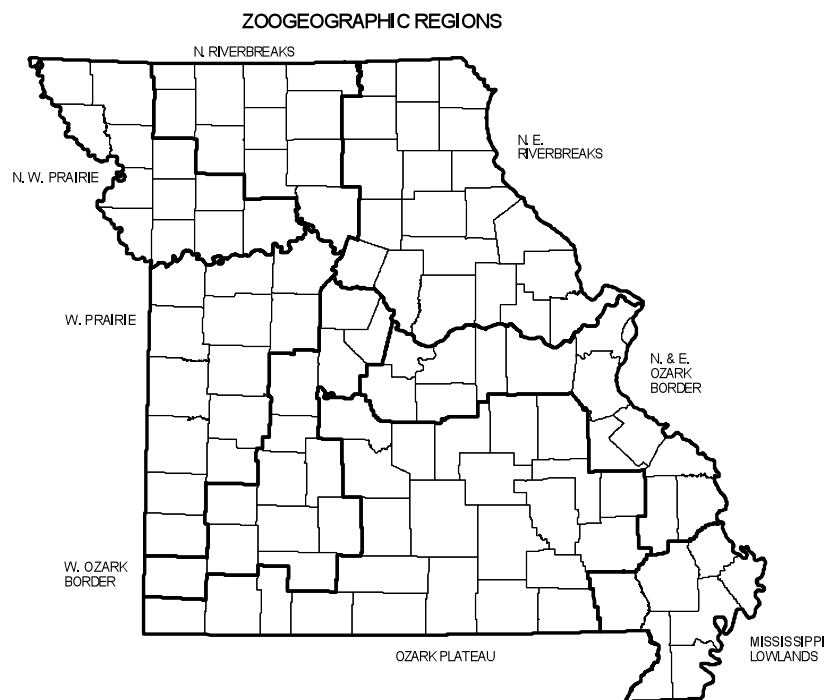 ZOOGEOGRAPHIC REGIONS
N. RIVERBREAKS
N. E.
RIVERBREAKS
N. W. PRAIRIE
W. PRAIRIE
N. & E.
OZARK
BORDER
W. OZARK
BORDER
OZARK PLATEAU
MISSISSIPPI
LOWLANDS